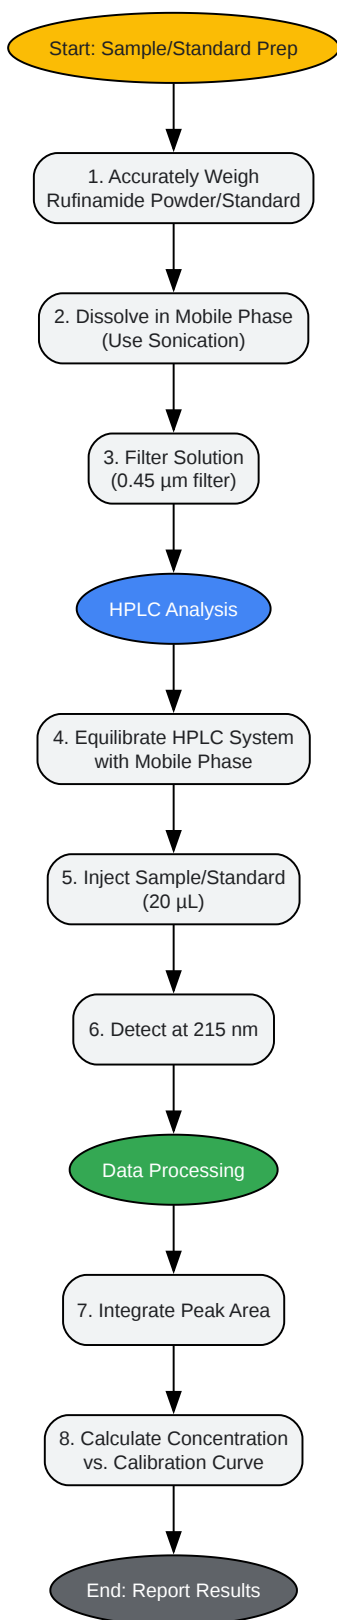 Start: Sample/Standard Prep
1. Accurately Weigh
Rufinamide Powder/Standard
2. Dissolve in Mobile Phase
(Use Sonication)
3. Filter Solution
(0.45 µm filter)
HPLC Analysis
4. Equilibrate HPLC System
with Mobile Phase
5. Inject Sample/Standard
(20 µL)
6. Detect at 215 nm
Data Processing
7. Integrate Peak Area
8. Calculate Concentration
vs. Calibration Curve
End: Report Results